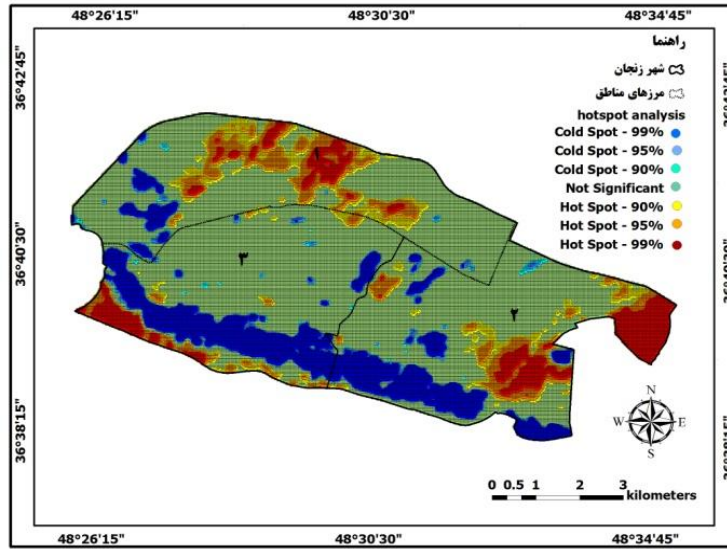 48°26'15" 48°30'30" 48°34'45"
36°42'45"
36°40'30"
36°38'15"
راهنما
شهر زنجان
مرزهای مناطق
hotspot analysis
Cold Spot - 99%
Cold Spot - 95%
Cold Spot - 90%
Not Significant
Hot Spot - 90%
Hot Spot - 95%
Hot Spot - 99%
۱
۳
۲
N
W E
S
0 0.5 1 2 3
kilometers
48°26'15" 48°30'30" 48°34'45"